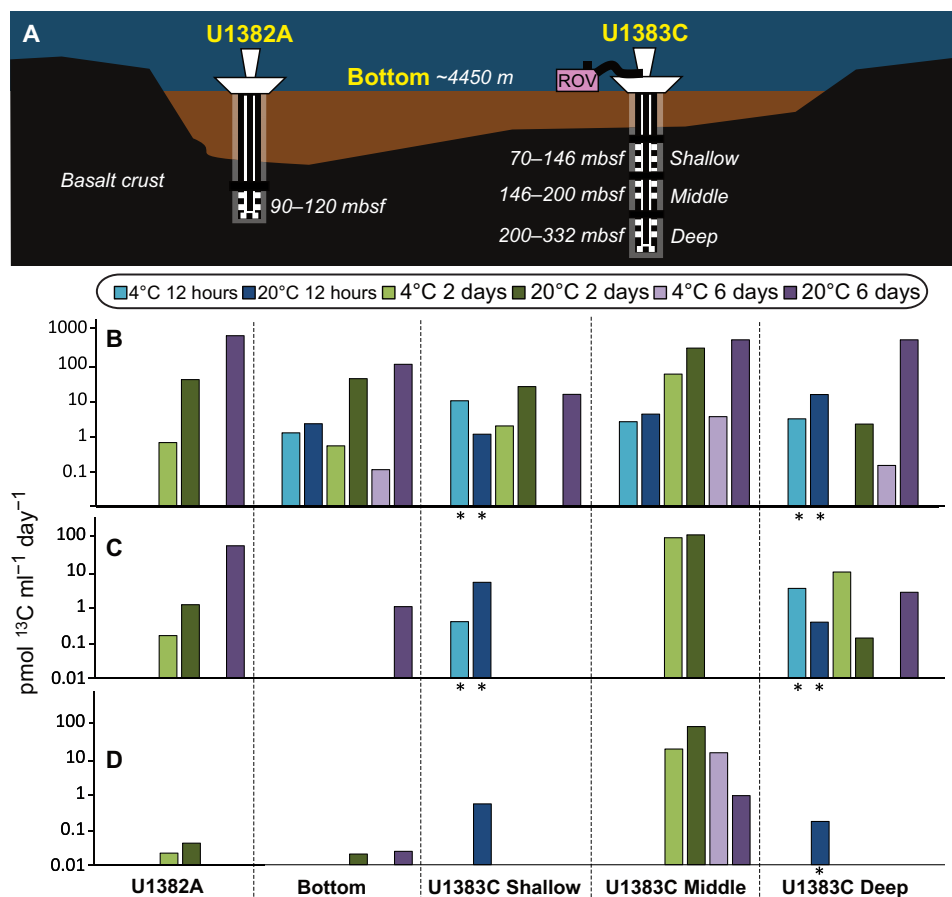 A
U1382A
U1383C
Bottom ~4450 m
ROV
Basalt crust
70–146 mbsf Shallow
146–200 mbsf Middle
90–120 mbsf
200–332 mbsf Deep
4°C 12 hours 20°C 12 hours 4°C 2 days 20°C 2 days 4°C 6 days 20°C 6 days
pmol ¹³C ml⁻¹ day⁻¹
B
1000
100
10
1
0.1
* * * *
C
100
10
1
0.1
0.01
* * * *
D
100
10
1
0.1
0.01
*
U1382A Bottom U1383C Shallow U1383C Middle U1383C Deep